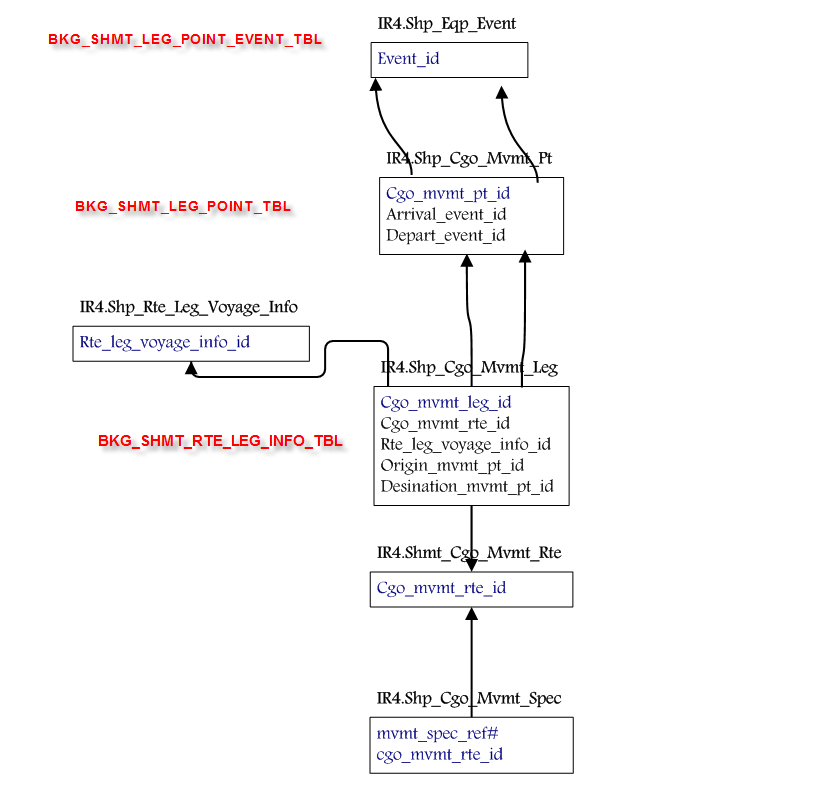 IR4.Shp_Eqp_Event
BKG_SHMT_LEG_POINT_EVENT_TBL
Event_id
IR4.Shp_Cgo_Mvmt_Pt
BKG_SHMT_LEG_POINT_TBL
Cgo_mvmt_pt_id
Arrival_event_id
Depart_event_id
IR4.Shp_Rte_Leg_Voyage_Info
Rte_leg_voyage_info_id
IR4.Shp_Cgo_Mvmt_Leg
Cgo_mvmt_leg_id
Cgo_mvmt_rte_id
BKG_SHMT_RTE_LEG_INFO_TBL
Rte_leg_voyage_info_id
Origin_mvmt_pt_id
Desination_mvmt_pt_id
IR4.Shmt_Cgo_Mvmt_Rte
Cgo_mvmt_rte_id
IR4.Shp_Cgo_Mvmt_Spec
mvmt_spec_ref#
cgo_mvmt_rte_id